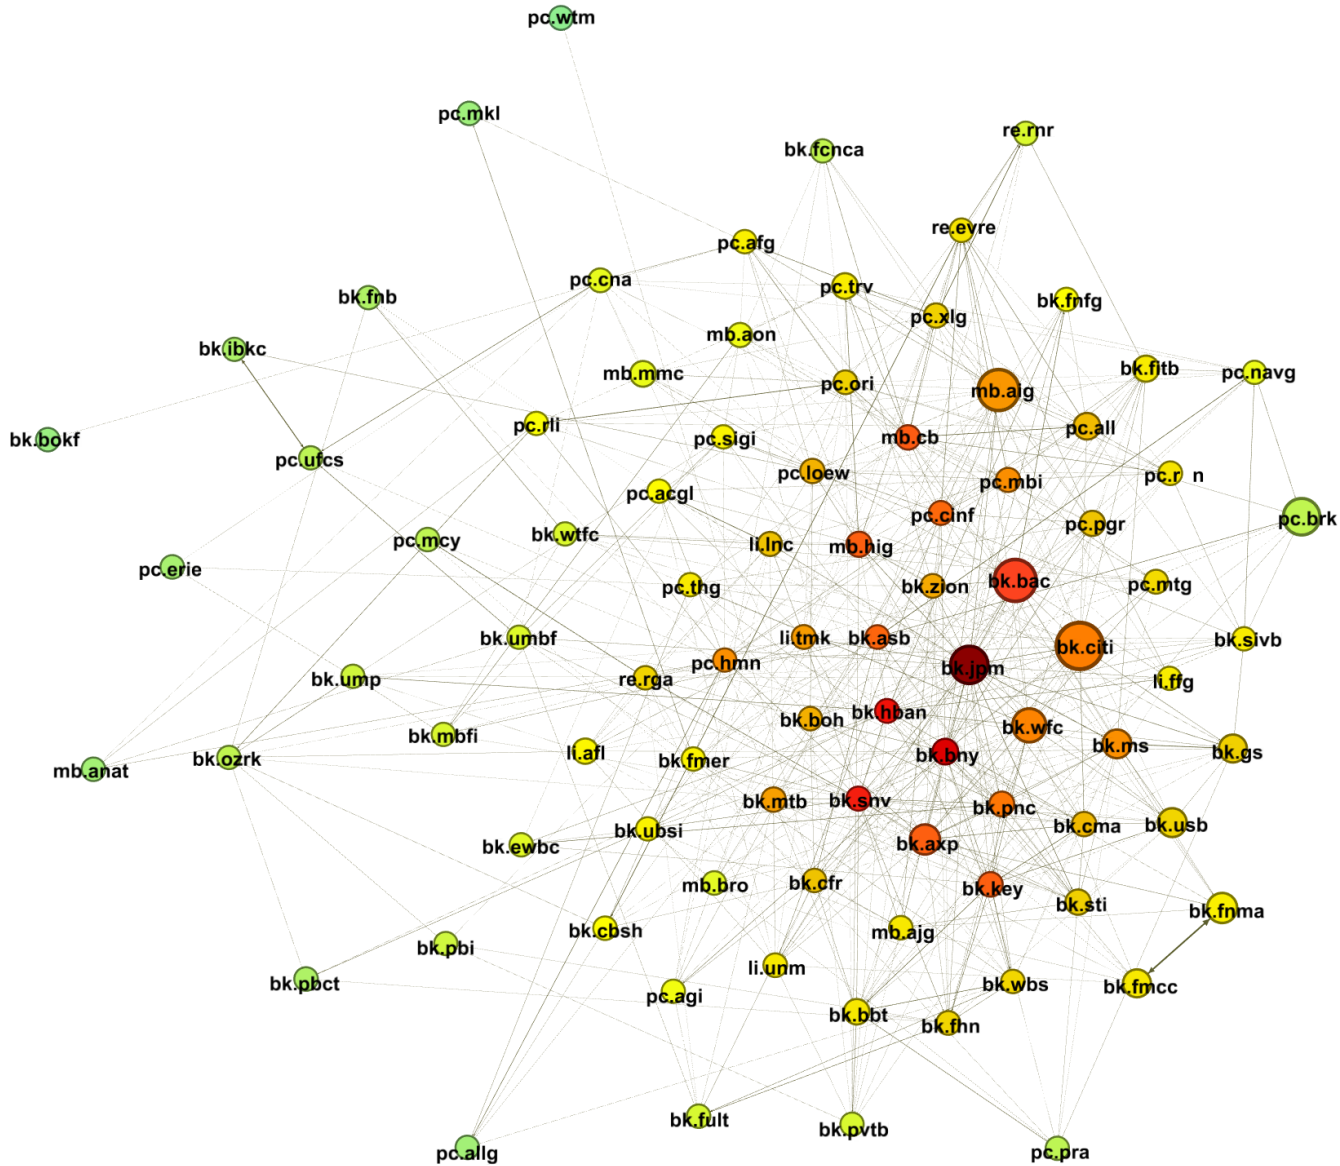 pc.wtm
pc.mkl
re.rnr
bk.fcnca
re.evre
pc.afg
pc.cna
pc.trv
bk.fnb
bk.fnfg
pc.xlg
mb.aon
bk.ibkc
bk.fitb
pc.navg
mb.mmc
pc.ori
mb.aig
pc.rli
pc.all
bk.bokf
pc.sigi
mb.cb
pc.ufcs
pc.loew
pc.r n
pc.mbi
pc.acgl
pc.cinf
pc.brk
pc.pgr
bk.wtfc
pc.mcy
li.lnc
mb.hig
pc.erie
pc.thg
bk.zion
bk.bac
pc.mtg
bk.umbf
li.tmk
bk.asb
bk.sivb
bk.citi
pc.hmn
bk.jpm
bk.ump
re.rga
li.ffg
bk.hban
bk.boh
bk.wfc
bk.mbfi
bk.ms
bk.gs
li.afl
bk.bny
bk.ozrk
bk.fmer
mb.anat
bk.mtb
bk.snv
bk.pnc
bk.cma
bk.usb
bk.ubsi
bk.axp
bk.ewbc
mb.bro
bk.cfr
bk.key
bk.sti
bk.fnma
bk.cbsh
mb.ajg
bk.pbi
li.unm
bk.pbct
bk.wbs
bk.fmcc
pc.agi
bk.bbt
bk.fhn
bk.fult
bk.pvtb
pc.allg
pc.pra